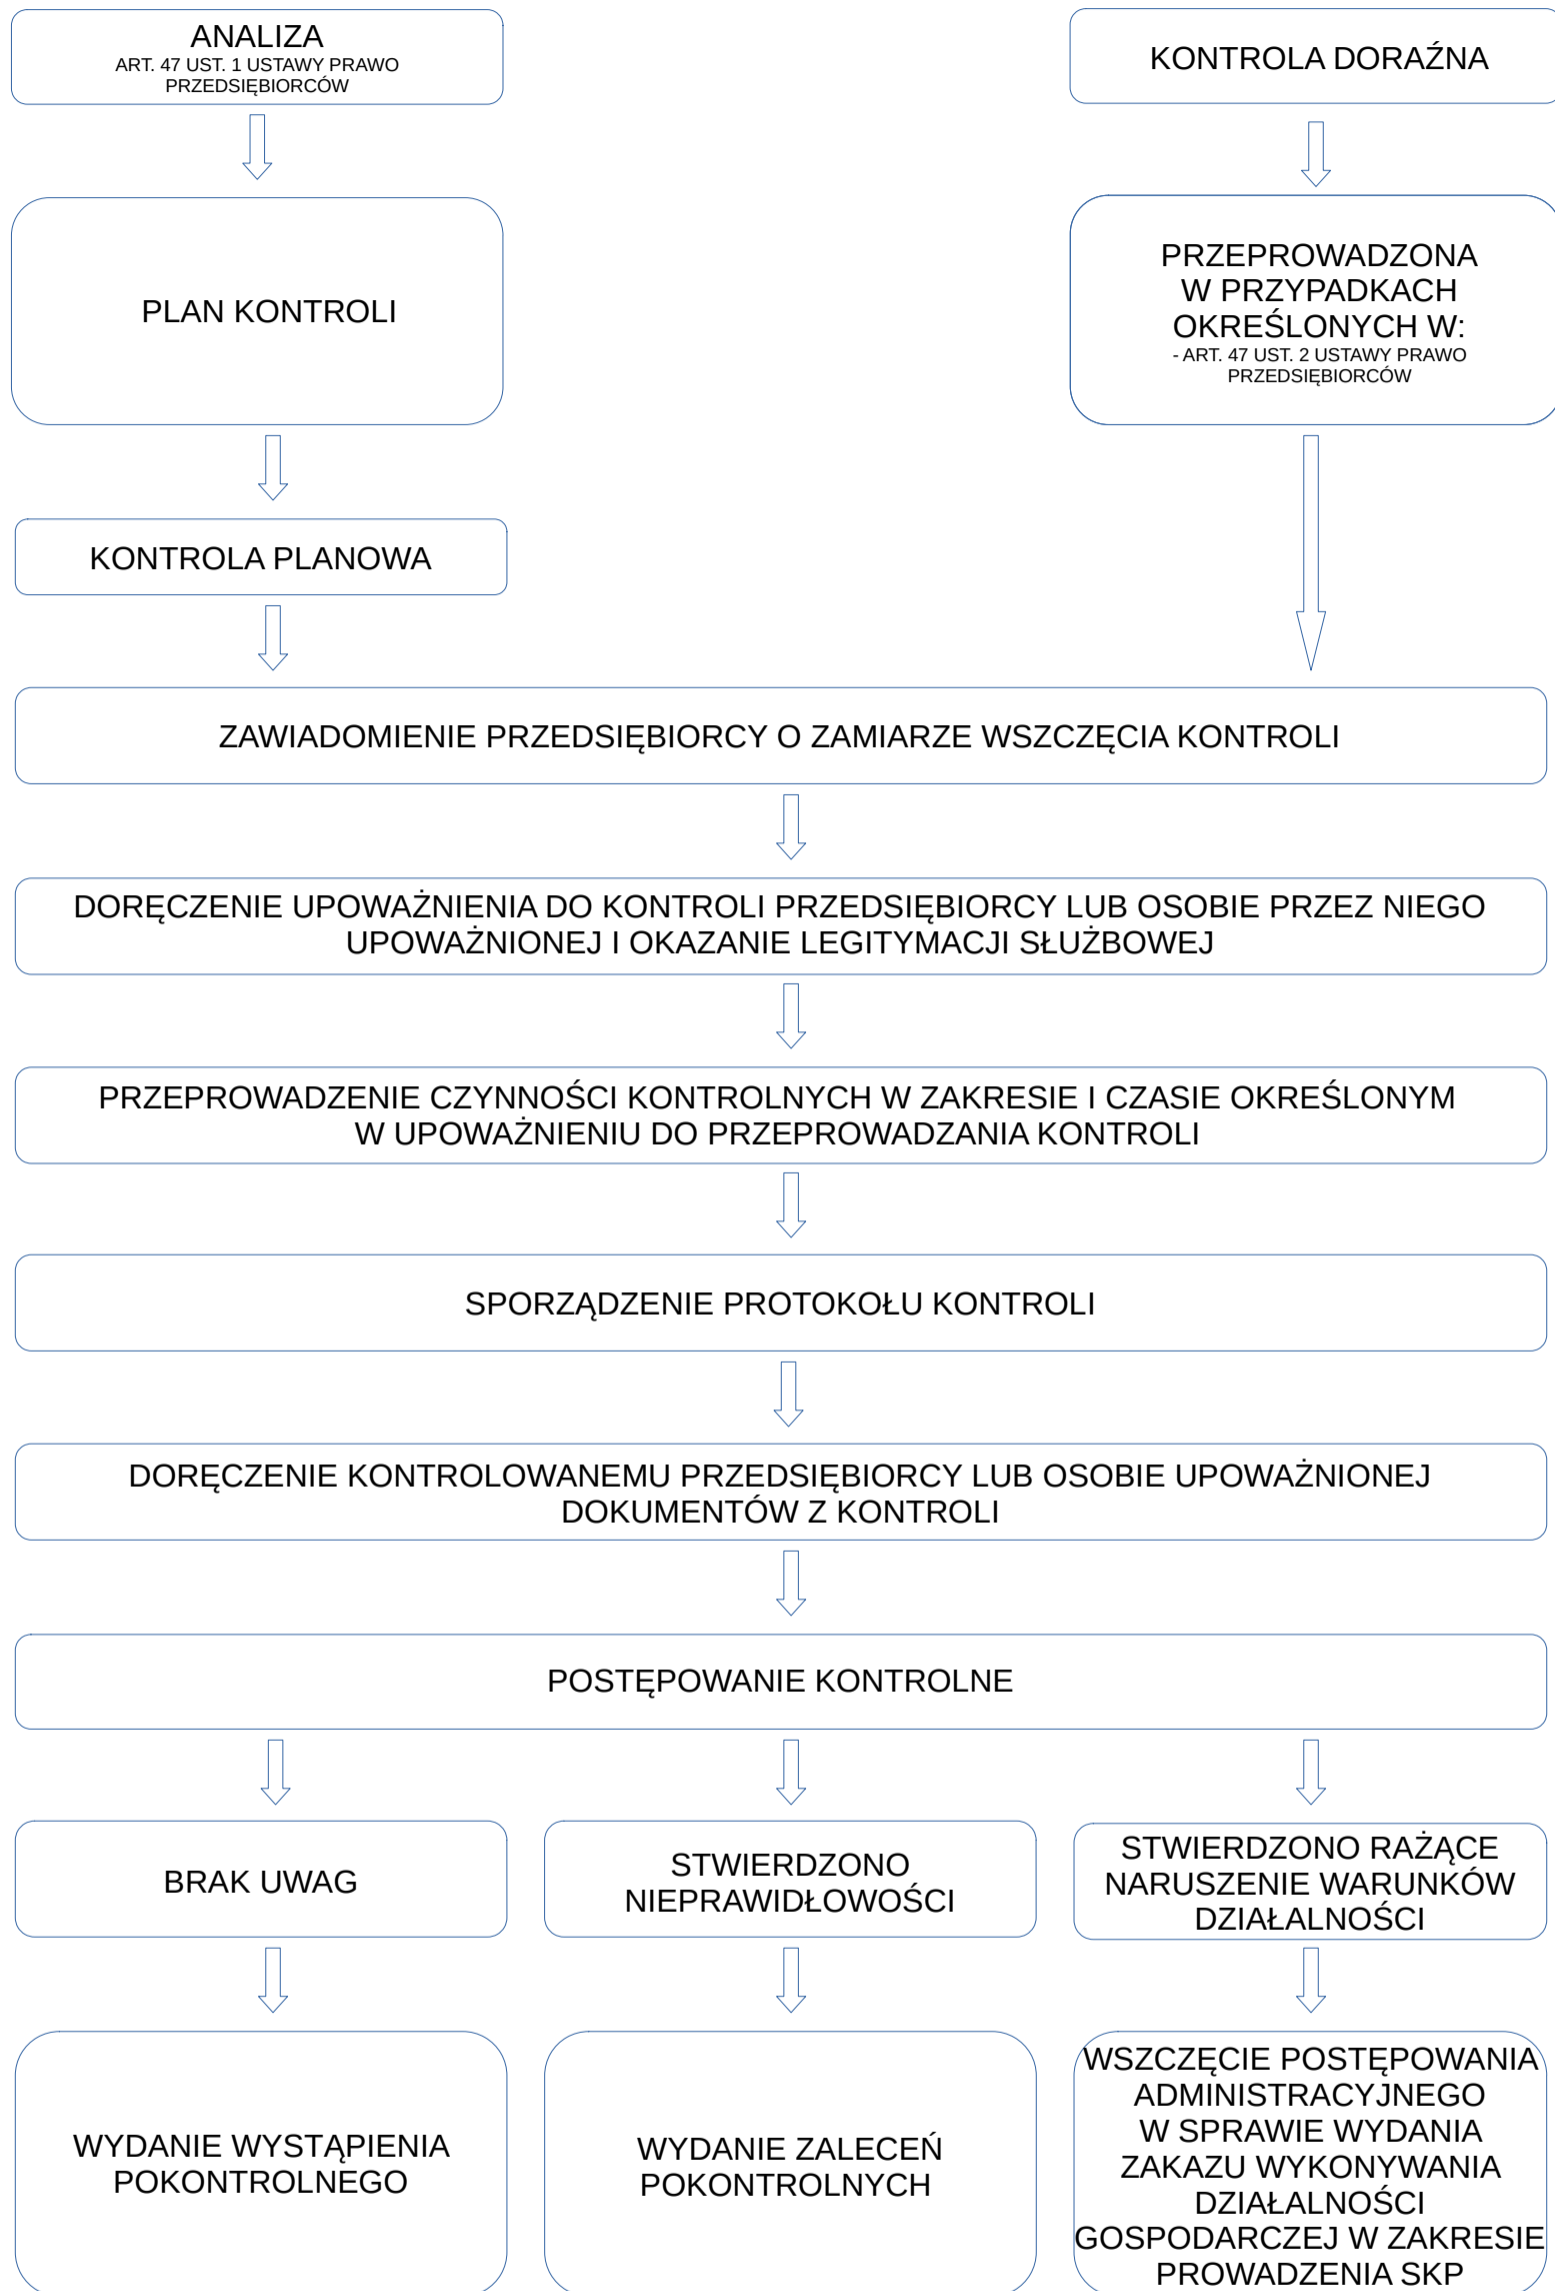 ANALIZA
ART. 47 UST. 1 USTAWY PRAWO
PRZEDSIĘBIORCÓW
KONTROLA DORAŹNA
PLAN KONTROLI
PRZEPROWADZONA
W PRZYPADKACH
OKREŚLONYCH W:
- ART. 47 UST. 2 USTAWY PRAWO
PRZEDSIĘBIORCÓW
KONTROLA PLANOWA
ZAWIADOMIENIE PRZEDSIĘBIORCY O ZAMIARZE WSZCZĘCIA KONTROLI
DORĘCZENIE UPOWAŻNIENIA DO KONTROLI PRZEDSIĘBIORCY LUB OSOBIE PRZEZ NIEGO
UPOWAŻNIONEJ I OKAZANIE LEGITYMACJI SŁUŻBOWEJ
PRZEPROWADZENIE CZYNNOŚCI KONTROLNYCH W ZAKRESIE I CZASIE OKREŚLONYM
W UPOWAŻNIENIU DO PRZEPROWADZANIA KONTROLI
SPORZĄDZENIE PROTOKOŁU KONTROLI
DORĘCZENIE KONTROLOWANEMU PRZEDSIĘBIORCY LUB OSOBIE UPOWAŻNIONEJ
DOKUMENTÓW Z KONTROLI
POSTĘPOWANIE KONTROLNE
BRAK UWAG
STWIERDZONO
NIEPRAWIDŁOWOŚCI
STWIERDZONO RAŻĄCE
NARUSZENIE WARUNKÓW
DZIAŁALNOŚCI
WYDANIE WYSTĄPIENIA
POKONTROLNEGO
WYDANIE ZALECEŃ
POKONTROLNYCH
WSZCZĘCIE POSTĘPOWANIA
ADMINISTRACYJNEGO
W SPRAWIE WYDANIA
ZAKAZU WYKONYWANIA
DZIAŁALNOŚCI
GOSPODARCZEJ W ZAKRESIE
PROWADZENIA SKP